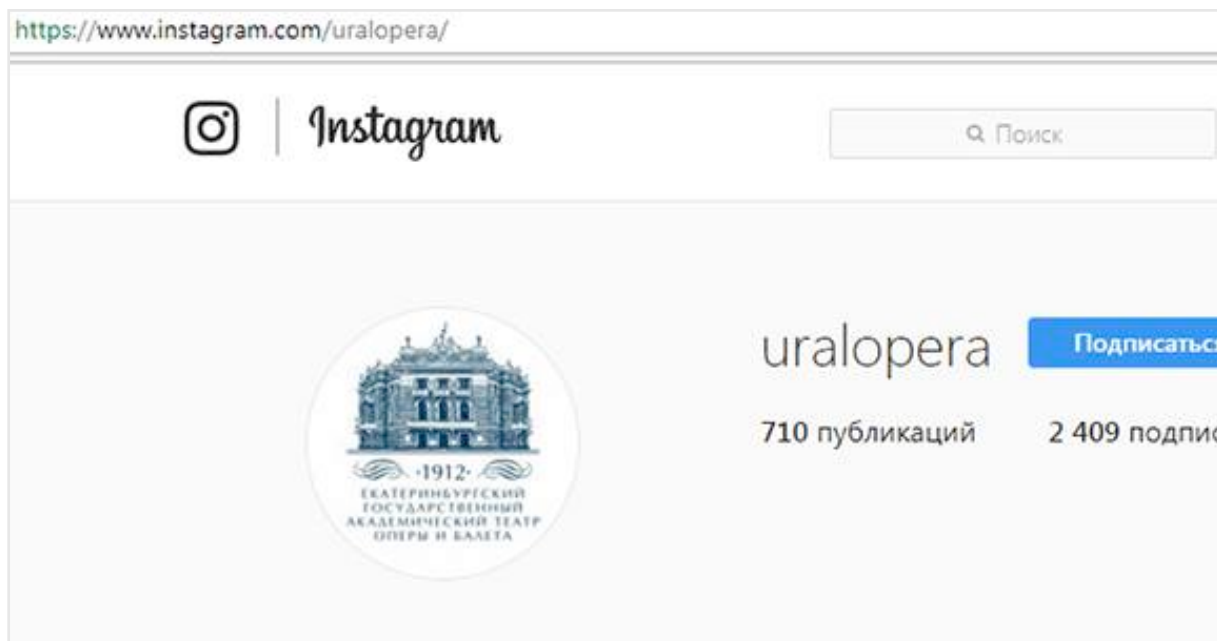 https://www.instagram.com/uralopera/
Instagram
Поиск
uralopera
Подписаться
710 публикаций 2 409 подпис
·1912·
ЕКАТЕРИНБУРГСКИЙ
ГОСУДАРСТВЕННЫЙ
АКАДЕМИЧЕСКИЙ ТЕАТР
ОПЕРЫ И БАЛЕТА